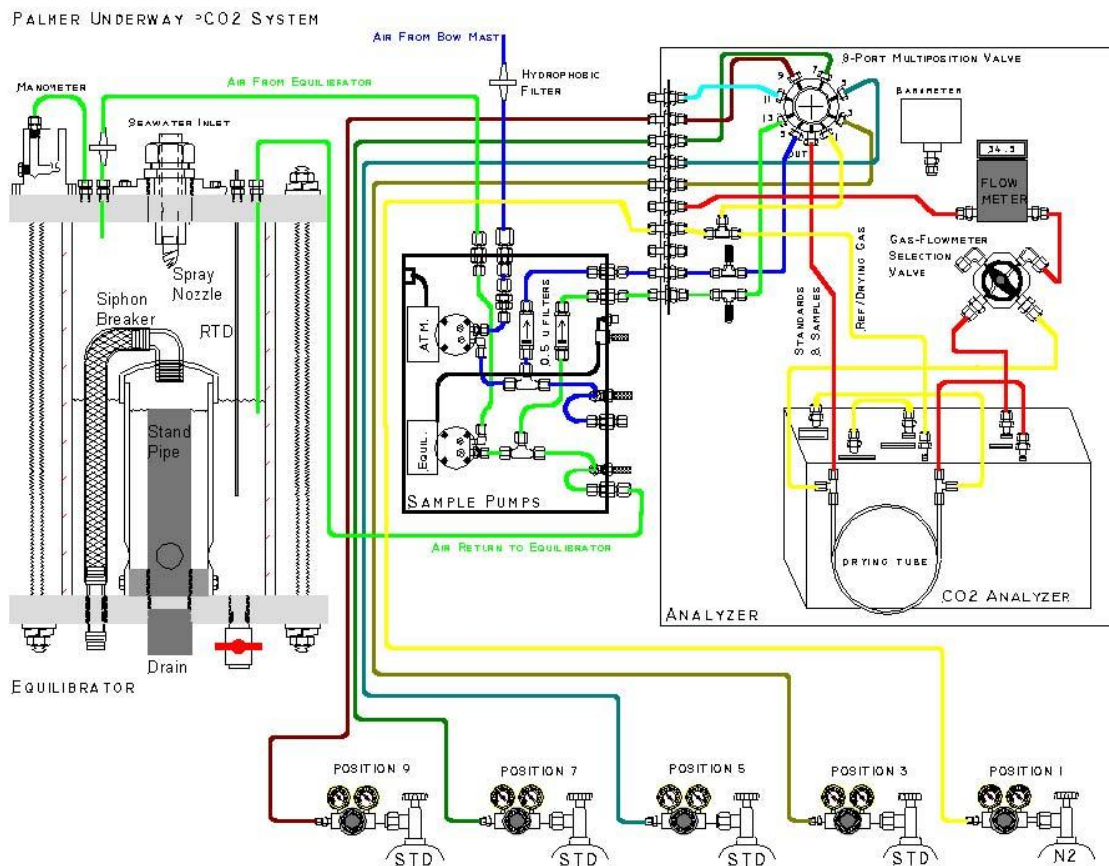 PALMER UNDERWAY PCO2 SYSTEM
AIR FROM BOW MAST
AIR FROM EQUILIBRATOR
HYDROPHOBIC
FILTER
MANOMETER
SEAWATER INLET
9-PORT MULTIPOSITION VALVE
BAROMETER
9
7
5
11
3
13
1
OUT
34.5
FLOW
METER
GAS-FLOWMETER
SELECTION
VALVE
Spray
Nozzle
Siphon
Breaker
RTD
Stand
Pipe
ATM.
0.5 U FILTERS
EQUIL.
STANDARDS
& SAMPLES
REF/DRYING GAS
SAMPLE PUMPS
AIR RETURN TO EQUILIBRATOR
DRYING TUBE
CO2 ANALYZER
ANALYZER
Drain
EQUILIBRATOR
POSITION 9
POSITION 7
POSITION 5
POSITION 3
POSITION 1
STD
STD
STD
STD
N2